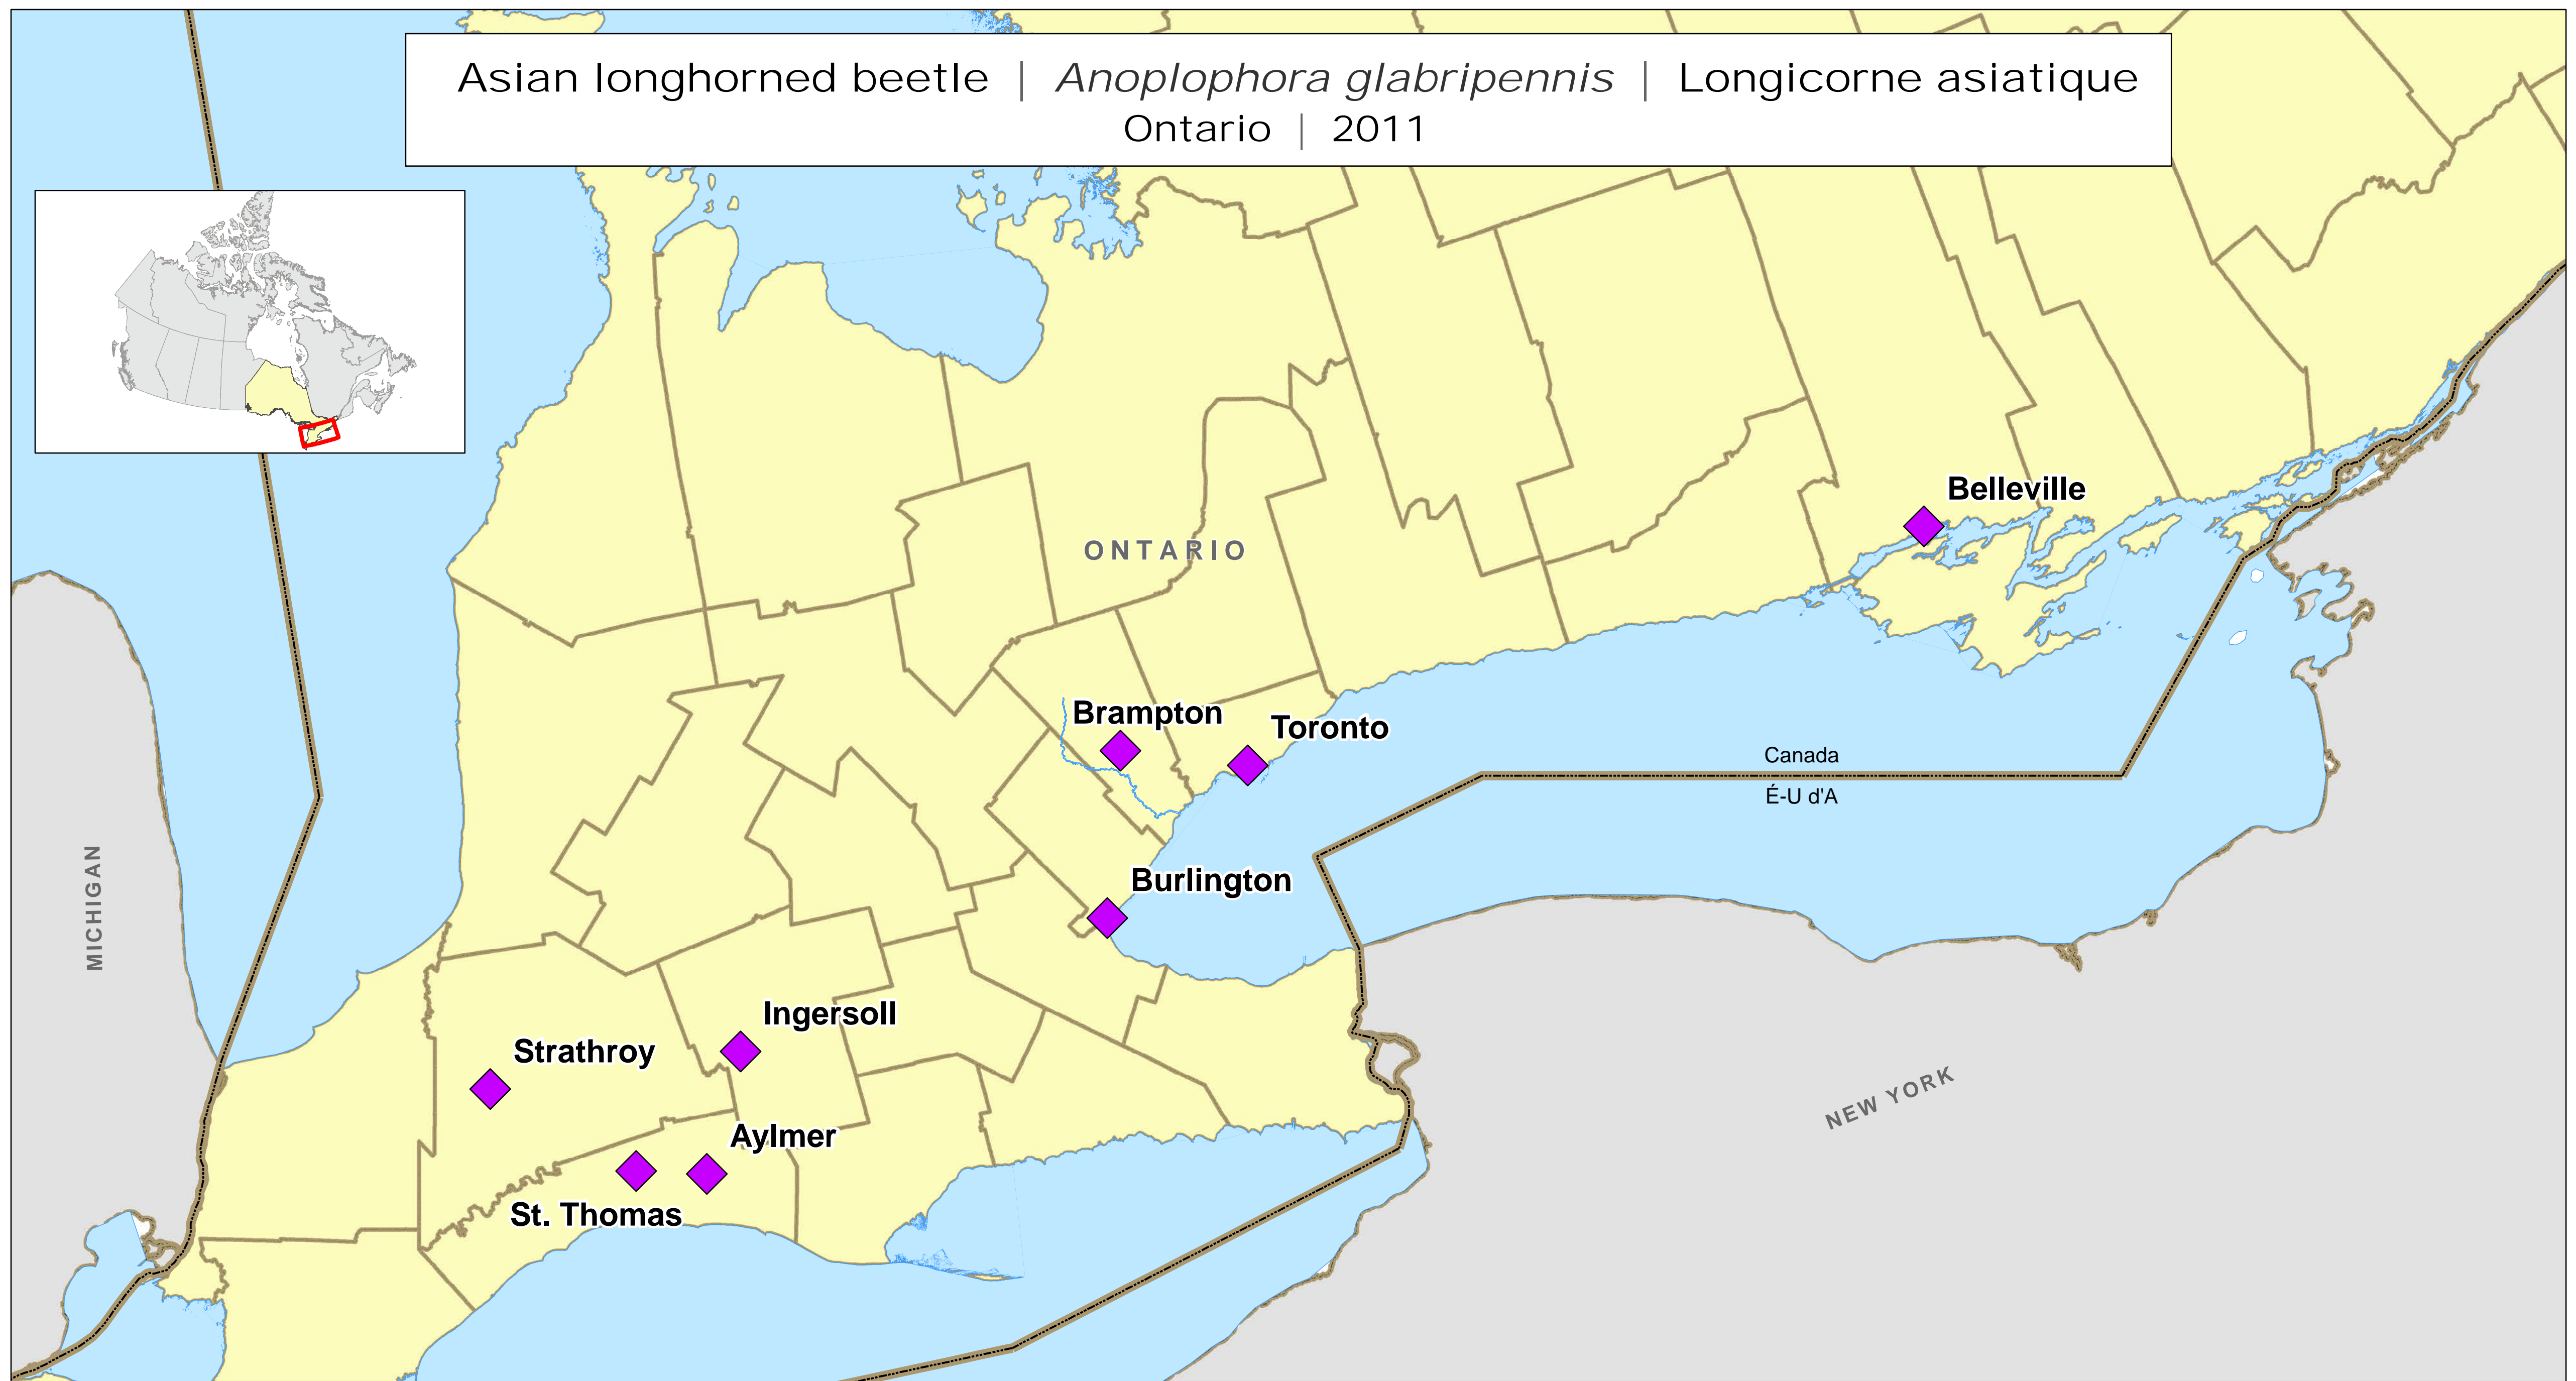 Asian longhorned beetle | Anoplophora glabripennis | Longicorne asiatique
Ontario | 2011
Belleville
ONTARIO
Brampton
Toronto
Canada
É-U d'A
MICHIGAN
Burlington
Ingersoll
Strathroy
NEW YORK
Aylmer
St. Thomas